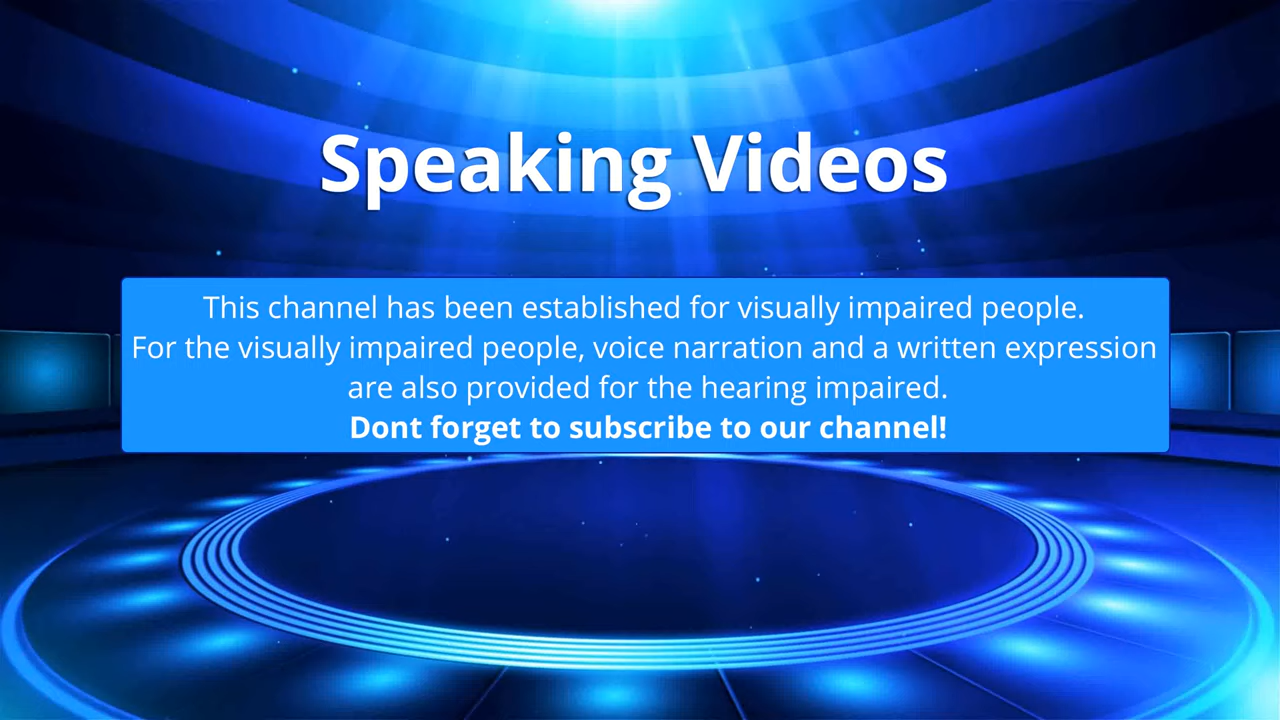 Speaking Videos
This channel has been established for visually impaired people.
For the visually impaired people, voice narration and a written expression
are also provided for the hearing impaired.
Dont forget to subscribe to our channel!